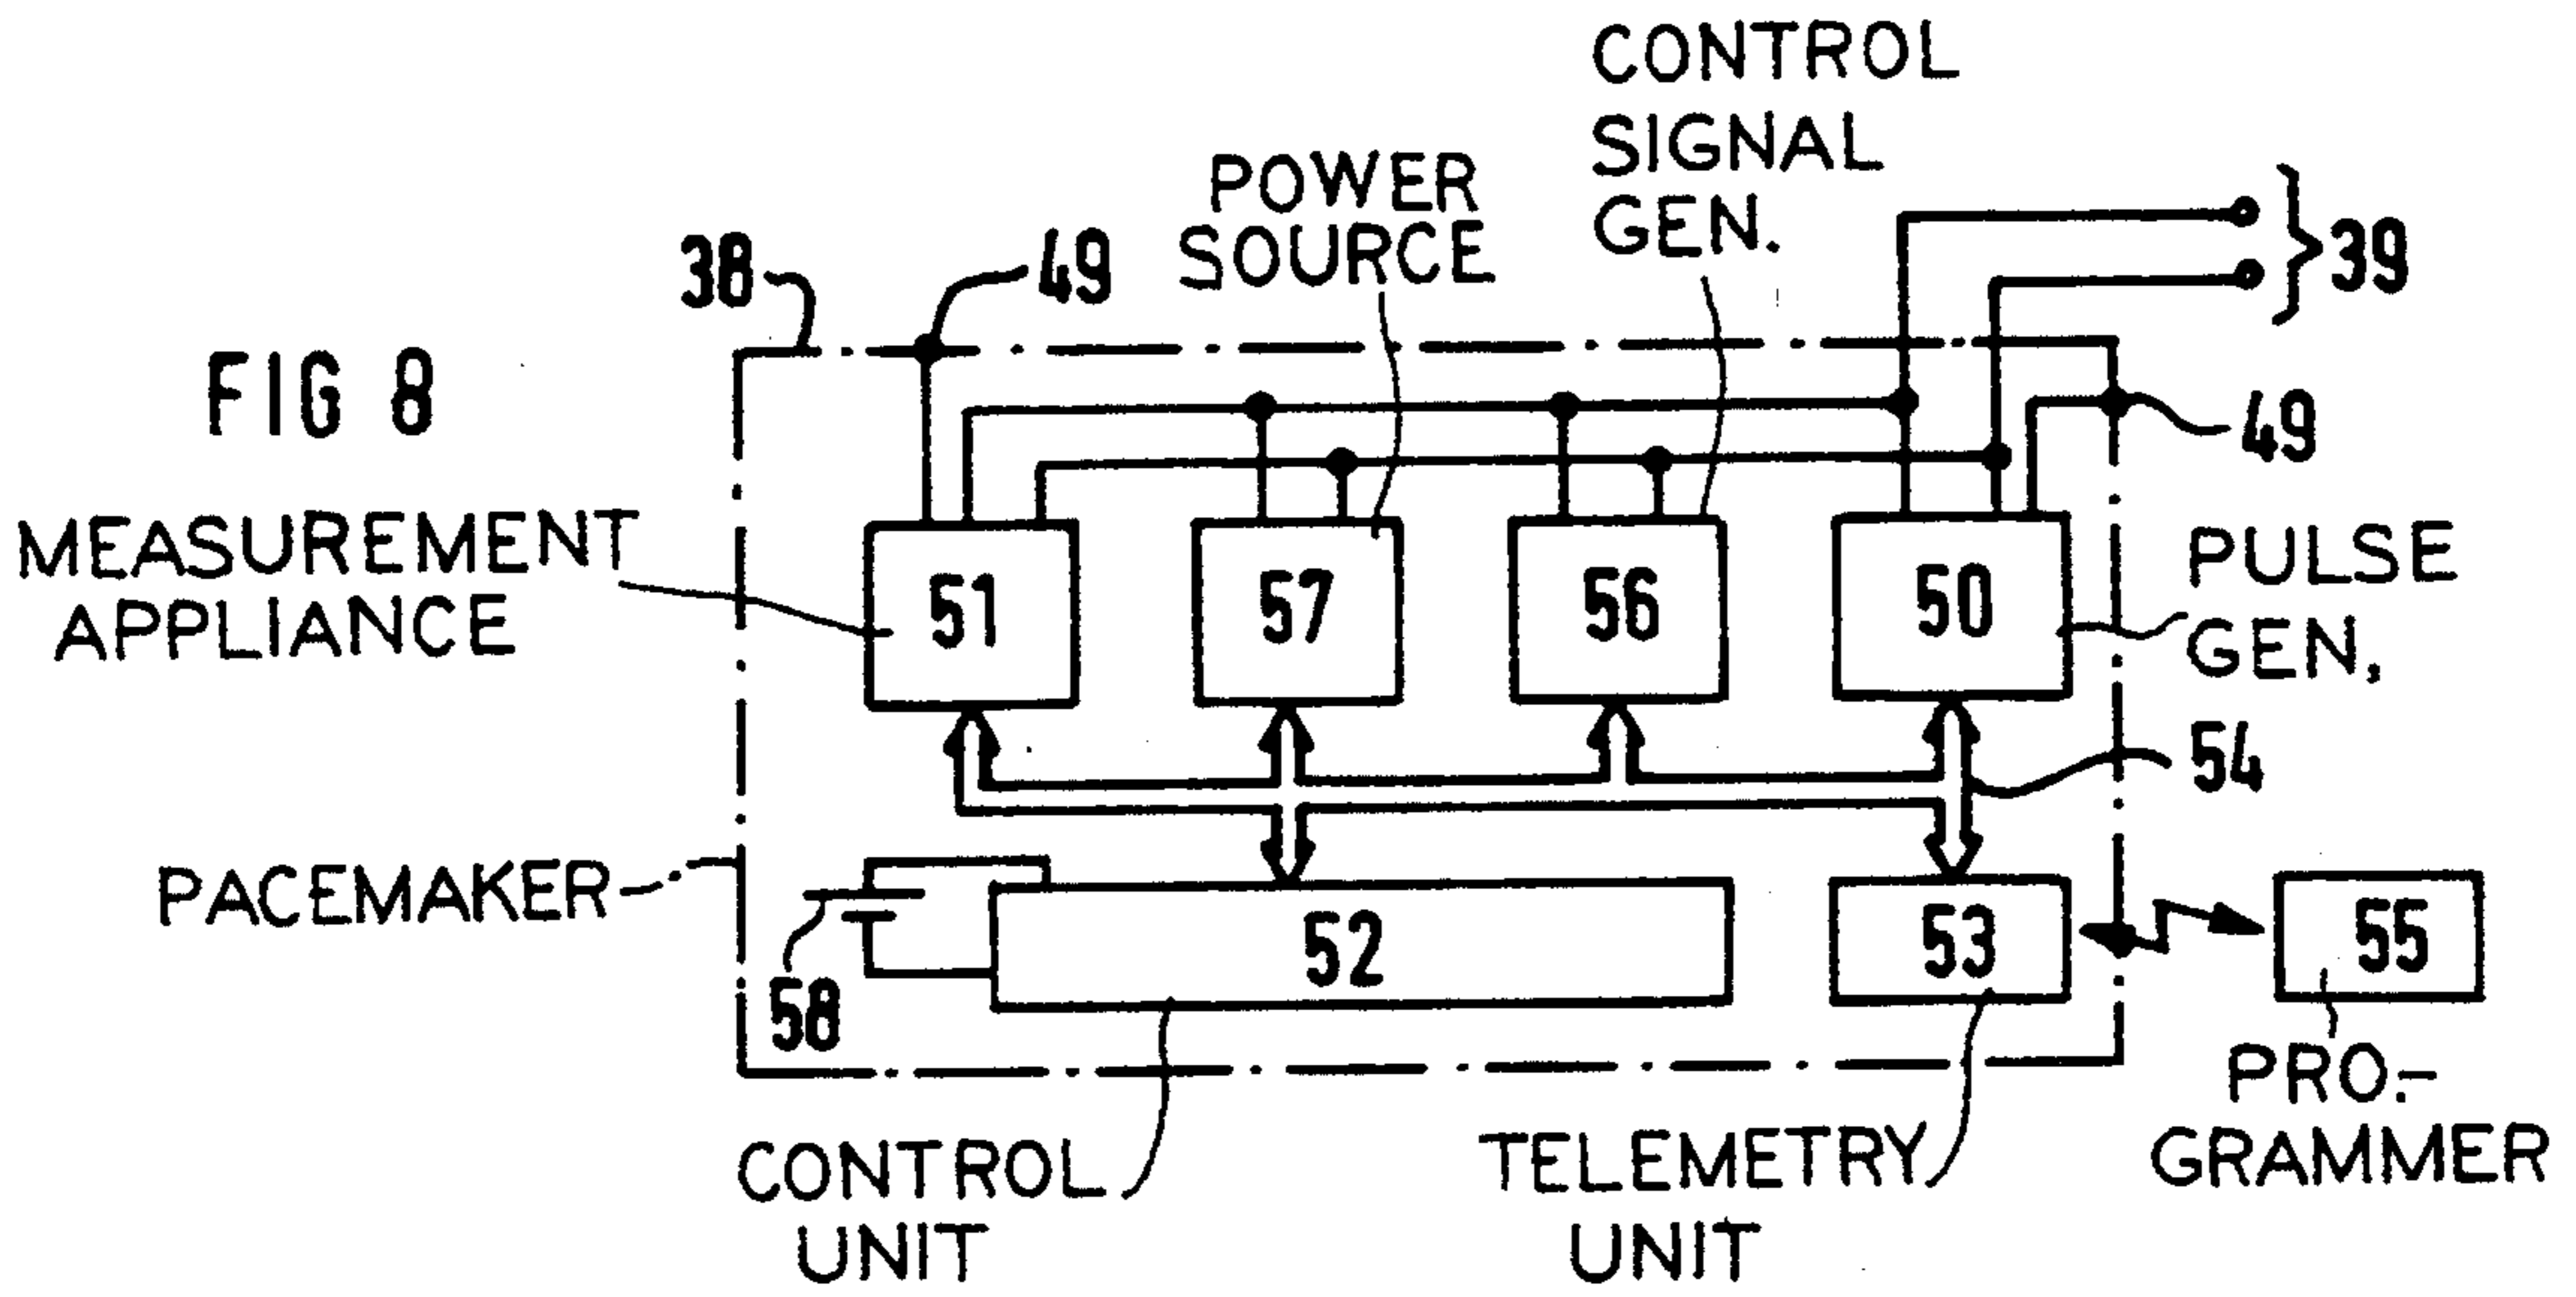 CONTROL
SIGNAL
GEN.
POWER
SOURCE
38
49
39
FIG 8
49
MEASUREMENT
APPLIANCE
51
57
56
50
PULSE
GEN,
54
PACEMAKER
58
52
53
55
PRO.-
GRAMMER
CONTROL
UNIT
TELEMETRY
UNIT